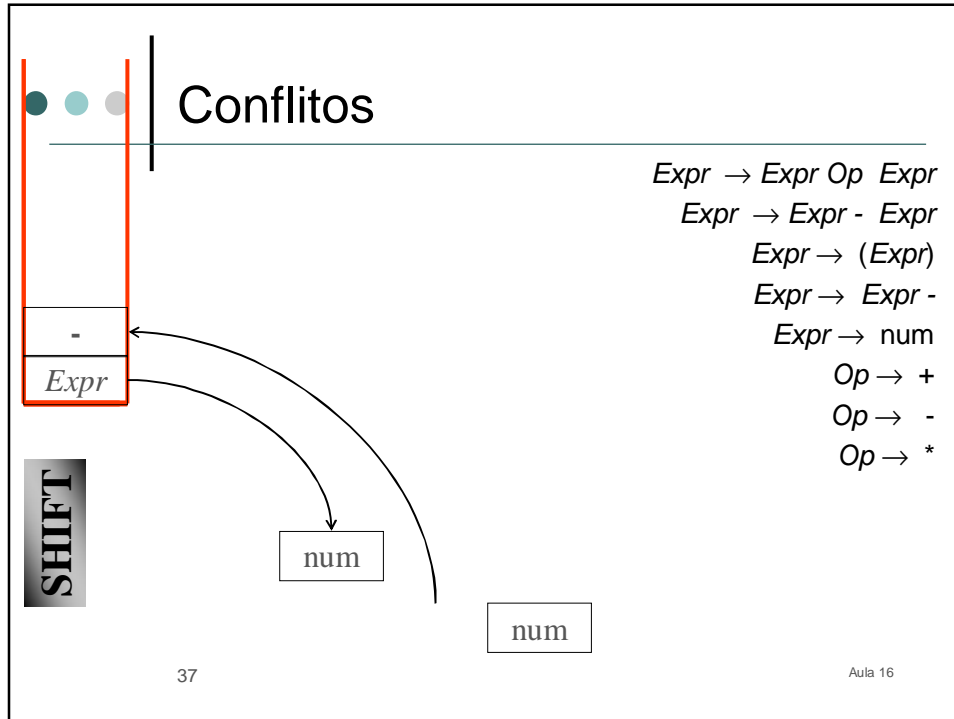 Conflitos
Expr → Expr Op Expr
Expr → Expr - Expr
Expr → (Expr)
Expr → Expr -
Expr → num
Op → +
Op → -
Op → *
-
Expr
SHIFT
num
num
37
Aula 16